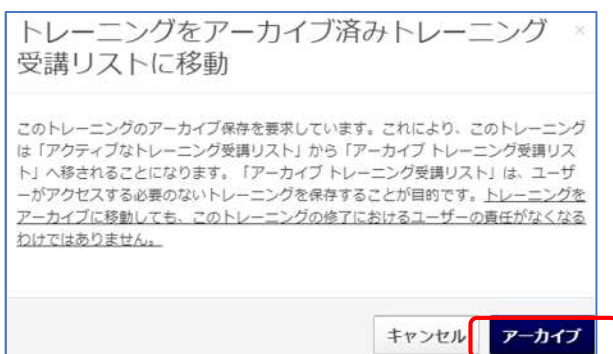 トレーニングをアーカイブ済みトレーニング ×
受講リストに移動
このトレーニングのアーカイブ保存を要求しています。これにより、このトレーニング
は「アクティブなトレーニング受講リスト」から「アーカイブ トレーニング受講リス
ト」へ移されることになります。「アーカイブ トレーニング受講リスト」は、ユーザ
ーがアクセスする必要のないトレーニングを保存することが目的です。トレーニングを
アーカイブに移動しても、このトレーニングの修了におけるユーザーの責任がなくなる
わけではありません。
キャンセル アーカイブ